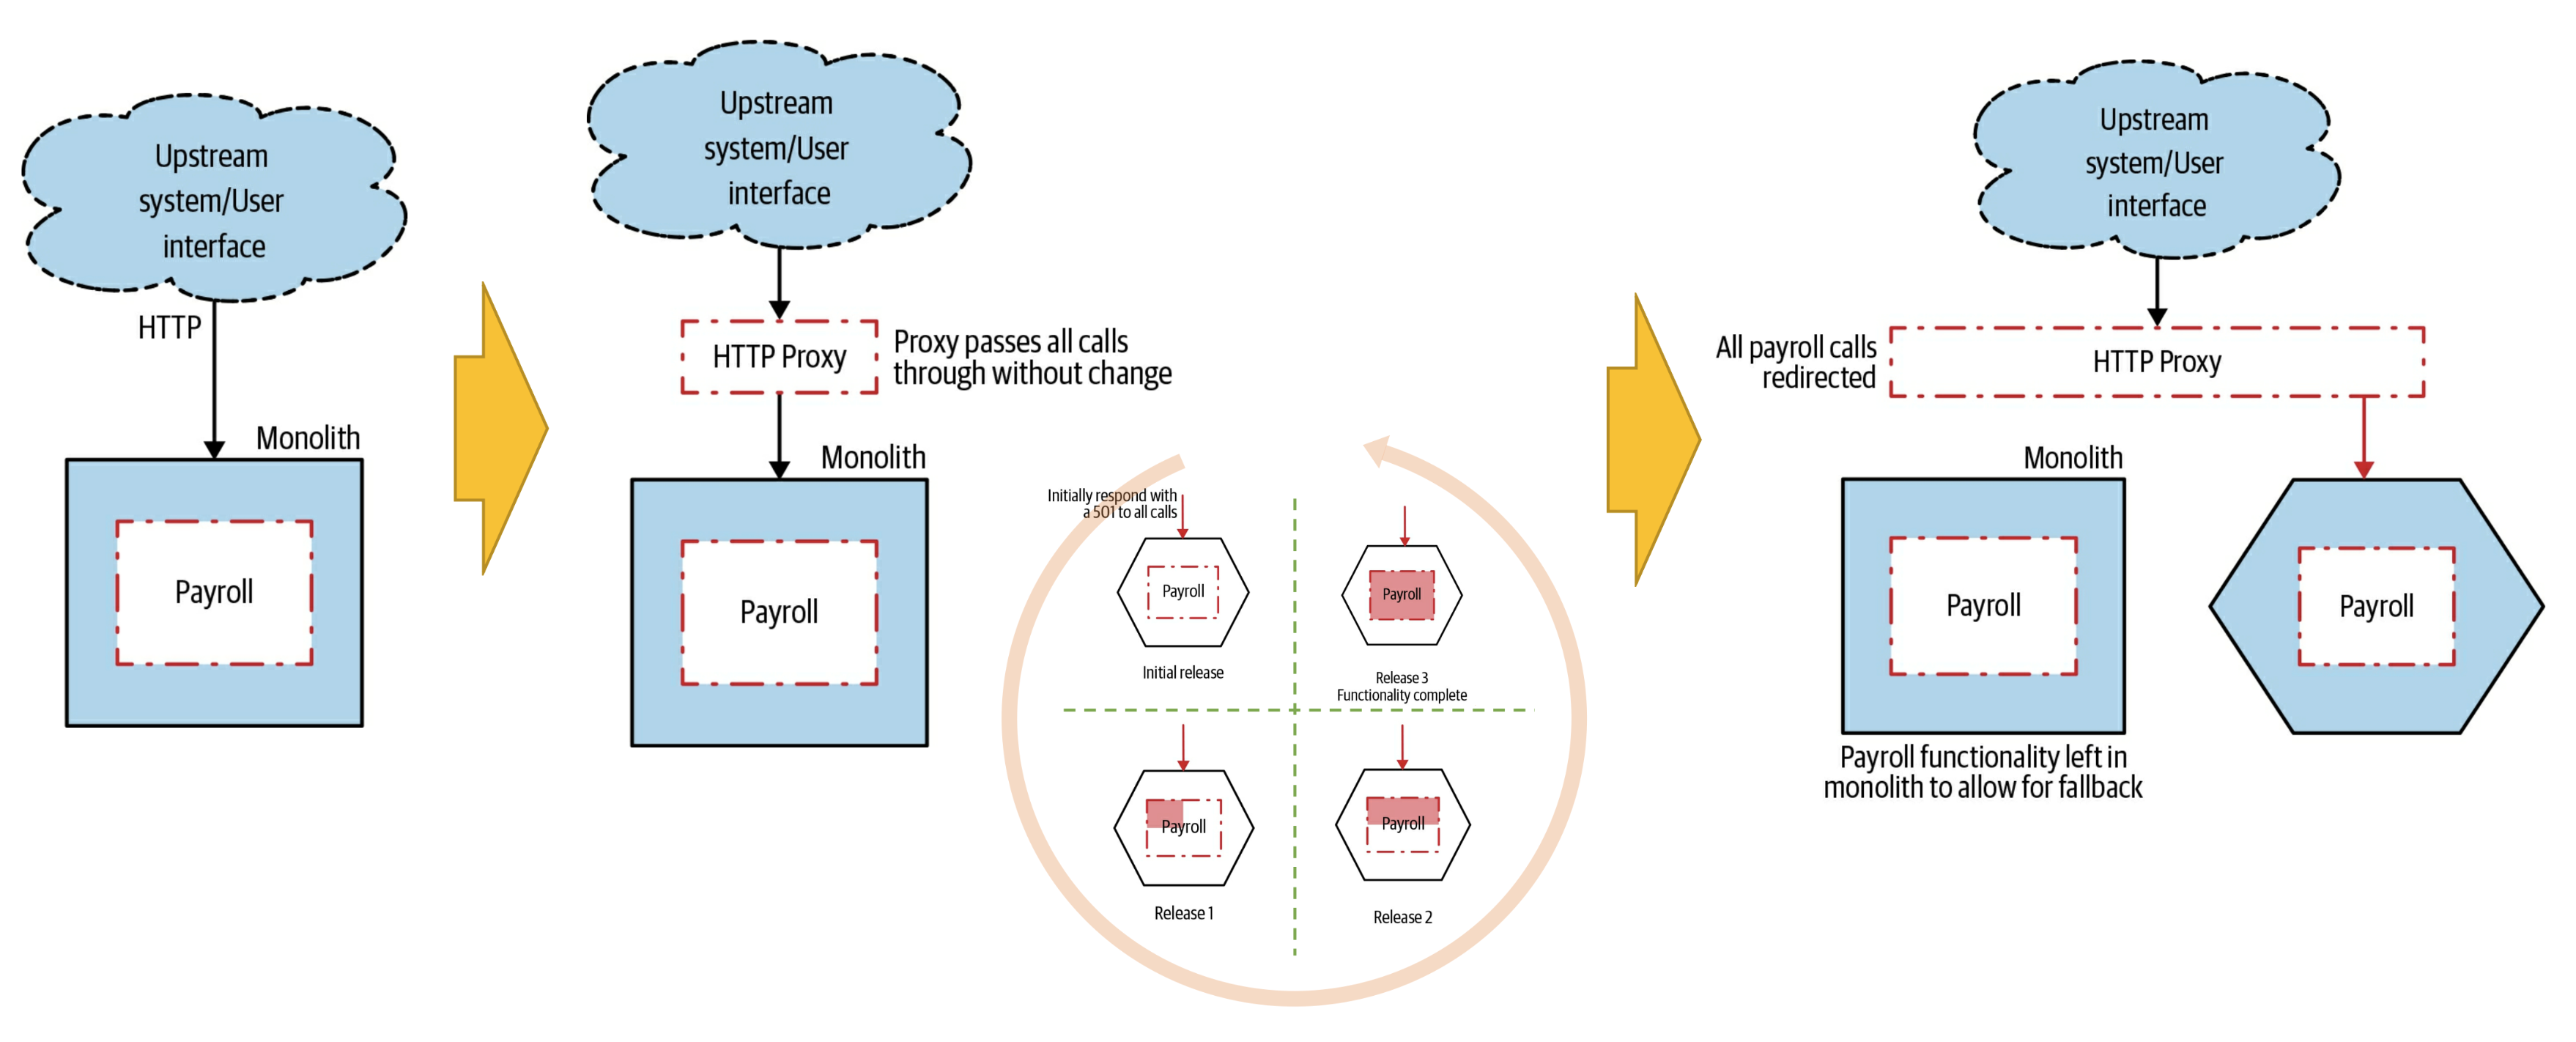 Upstream
system/User
interface
HTTP
Monolith
Payroll
Upstream
system/User
interface
HTTP Proxy
Proxy passes all calls
through without change
Monolith
Payroll
Initially respond with
a 501 to all calls
Payroll
Initial release
Payroll
Release 1
Payroll
Release 2
Payroll
Release 3
Functionality complete
Upstream
system/User
interface
All payroll calls
redirected
HTTP Proxy
Monolith
Payroll
Payroll functionality left in
monolith to allow for fallback
Payroll